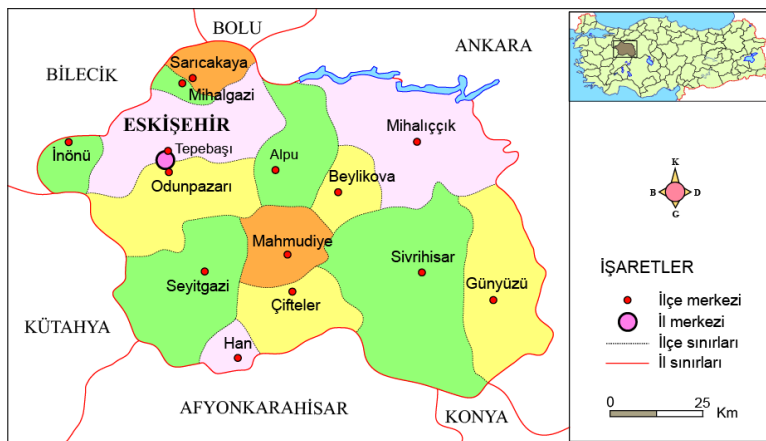 BOLU
ANKARA
BİLECİK
Sarıcakaya
Mihalgazi
ESKİŞEHİR
Mihalıççık
İnönü
Tepebaşı
Alpu
Odunpazarı
Beylikova
Mahmudiye
Sivrihisar
Seyitgazi
Günyüzü
Çifteler
KÜTAHYA
Han
AFYONKARAHİSAR
KONYA
K
B D
G
İŞARETLER
İlçe merkezi
İl merkezi
İlçe sınırları
İl sınırları
0 25
Km